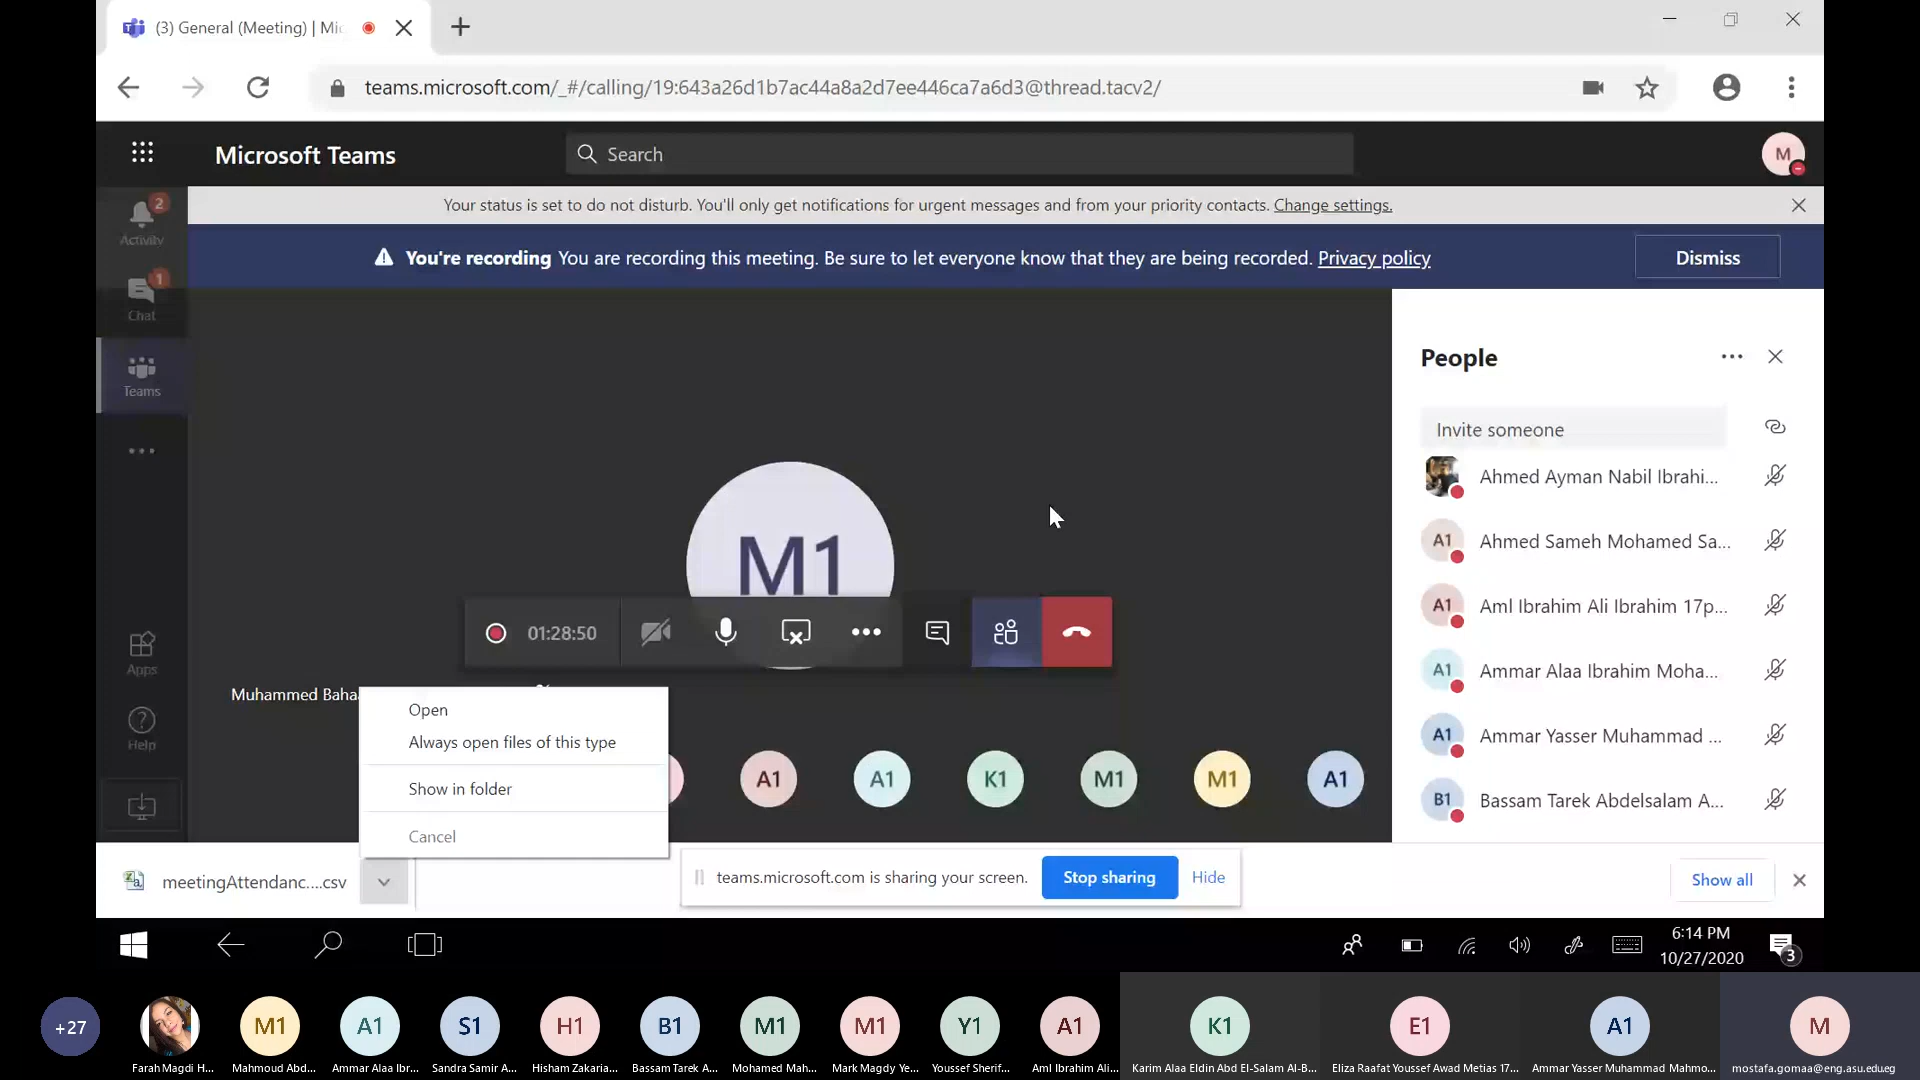 (3) General (Meeting) | Mic
teams.microsoft.com/_#/calling/19:643a26d1b7ac44a8a2d7ee446ca7a6d3@thread.tacv2/
Microsoft Teams
Search
M
Your status is set to do not disturb. You'll only get notifications for urgent messages and from your priority contacts. Change settings.
You're recording You are recording this meeting. Be sure to let everyone know that they are being recorded. Privacy policy
Dismiss
2
Activity
1
Chat
Teams
Apps
Help
M1
01:28:50
Muhammed Baha
Open
Always open files of this type
Show in folder
Cancel
A1
A1
K1
M1
M1
A1
People
Invite someone
Ahmed Ayman Nabil Ibrahi...
A1 Ahmed Sameh Mohamed Sa...
A1 Aml Ibrahim Ali Ibrahim 17p...
A1 Ammar Alaa Ibrahim Moha...
A1 Ammar Yasser Muhammad ...
B1 Bassam Tarek Abdelsalam A...
meetingAttendanc....csv
teams.microsoft.com is sharing your screen.
Stop sharing
Hide
Show all
6:14 PM
10/27/2020
3
+27
Farah Magdi H...
M1
Mahmoud Abd...
A1
Ammar Alaa Ibr...
S1
Sandra Samir A...
H1
Hisham Zakaria...
B1
Bassam Tarek A...
M1
Mohamed Mah...
M1
Mark Magdy Ye...
Y1
Youssef Sherif...
A1
Aml Ibrahim Ali...
K1
Karim Alaa Eldin Abd El-Salam Al-B...
E1
Eliza Raafat Youssef Awad Metias 17...
A1
Ammar Yasser Muhammad Mahmo...
M
mostafa.gomaa@eng.asu.edu.eg